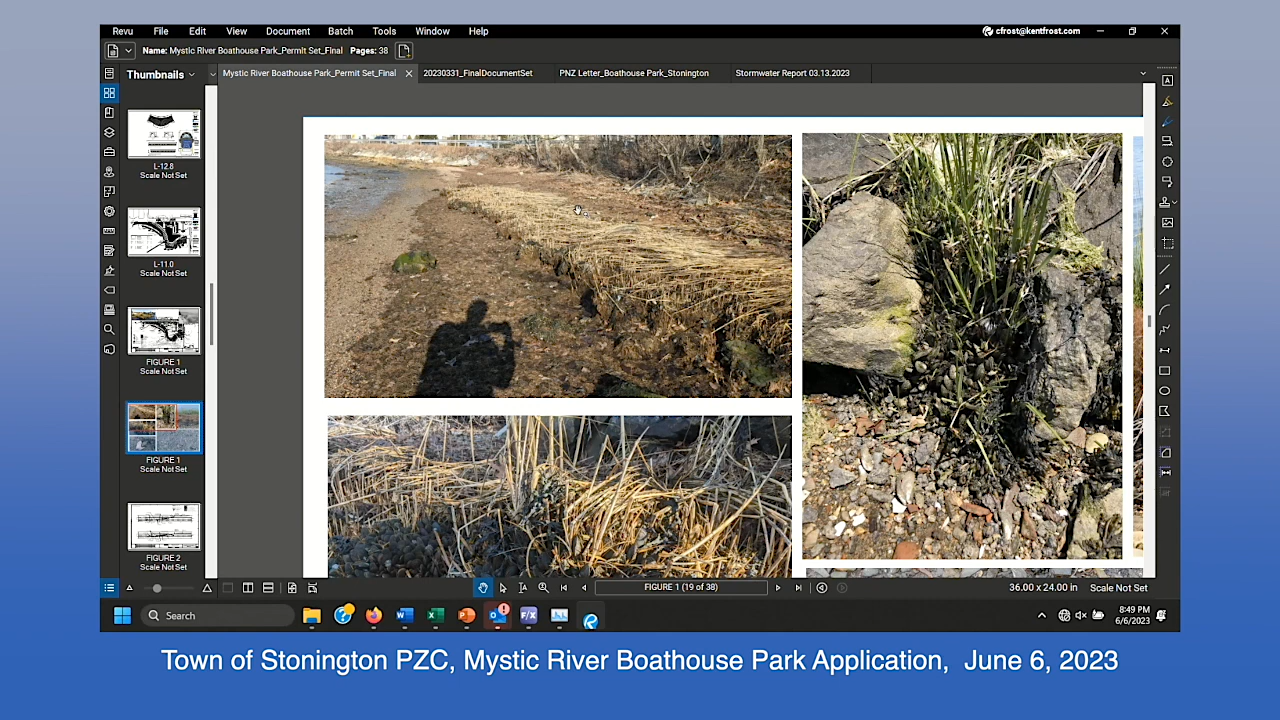 Revu File Edit View Document Batch Tools Window Help cfrost@kentfrost.com
Name: Mystic River Boathouse Park_Permit Set_Final Pages: 38
Thumbnails
Mystic River Boathouse Park_Permit Set_Final 20230331_FinalDocumentSet PNZ Letter_Boathouse Park_Stonington Stormwater Report 03.13.2023
L-12.8
Scale Not Set
L-11.0
Scale Not Set
FIGURE 1
Scale Not Set
FIGURE 1
Scale Not Set
FIGURE 2
Scale Not Set
FIGURE 1 (19 of 38)
36.00 x 24.00 in Scale Not Set
Search
8:49 PM
6/6/2023
Town of Stonington PZC, Mystic River Boathouse Park Application, June 6, 2023